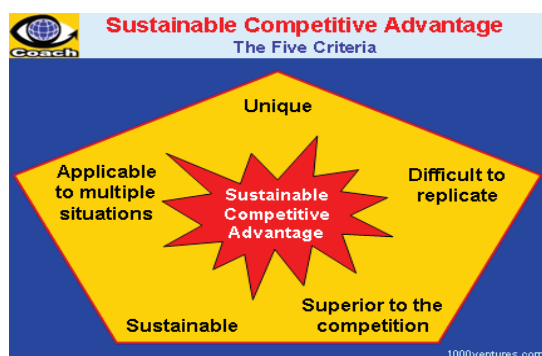 Sustainable Competitive Advantage
The Five Criteria
Coach
Unique
Applicable
to multiple
situations
Difficult to
replicate
Sustainable
Competitive
Advantage
Superior to the
competition
Sustainable
1000ventures.com